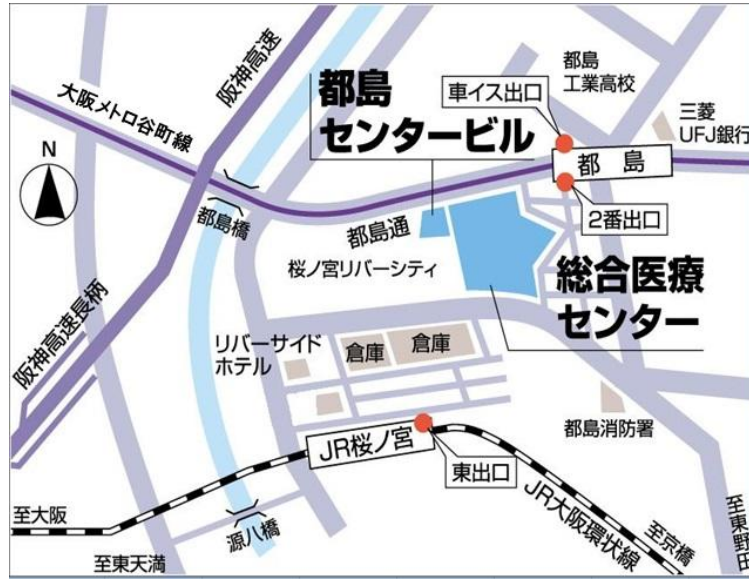 阪神高速
大阪メトロ谷町線
都島
工業高校
都島
センタービル
車イス出口
三菱
UFJ銀行
N
都島
2番出口
都島橋
都島通
桜ノ宮リバーシティ
総合医療
センター
阪神高速長柄
リバーサイド
ホテル
倉庫
倉庫
都島消防署
JR桜ノ宮
東出口
JR大阪環状線
至大阪
源八橋
至東天満
至京橋
至東野田